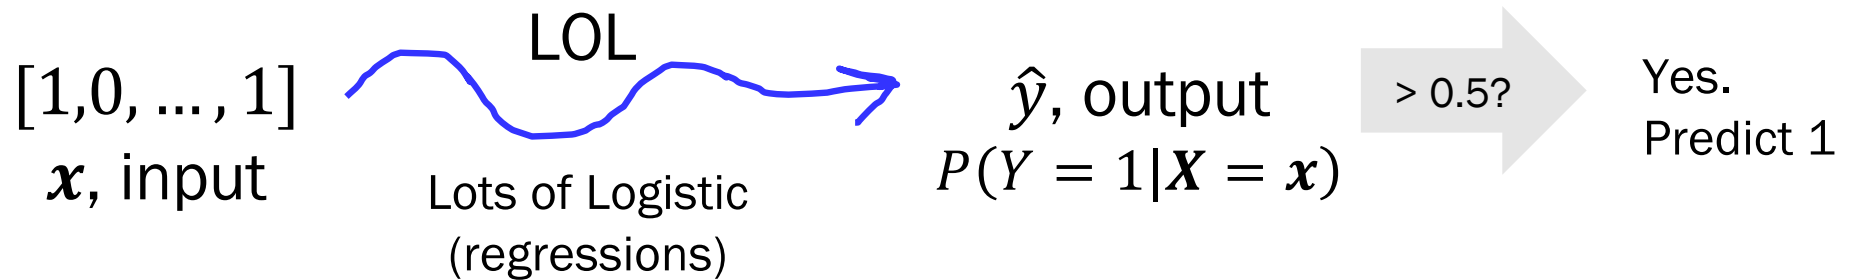 [1,0, … , 1]
x, input
LOL
Lots of Logistic
(regressions)
ŷ, output
P(Y = 1|X = x)
> 0.5?
Yes.
Predict 1